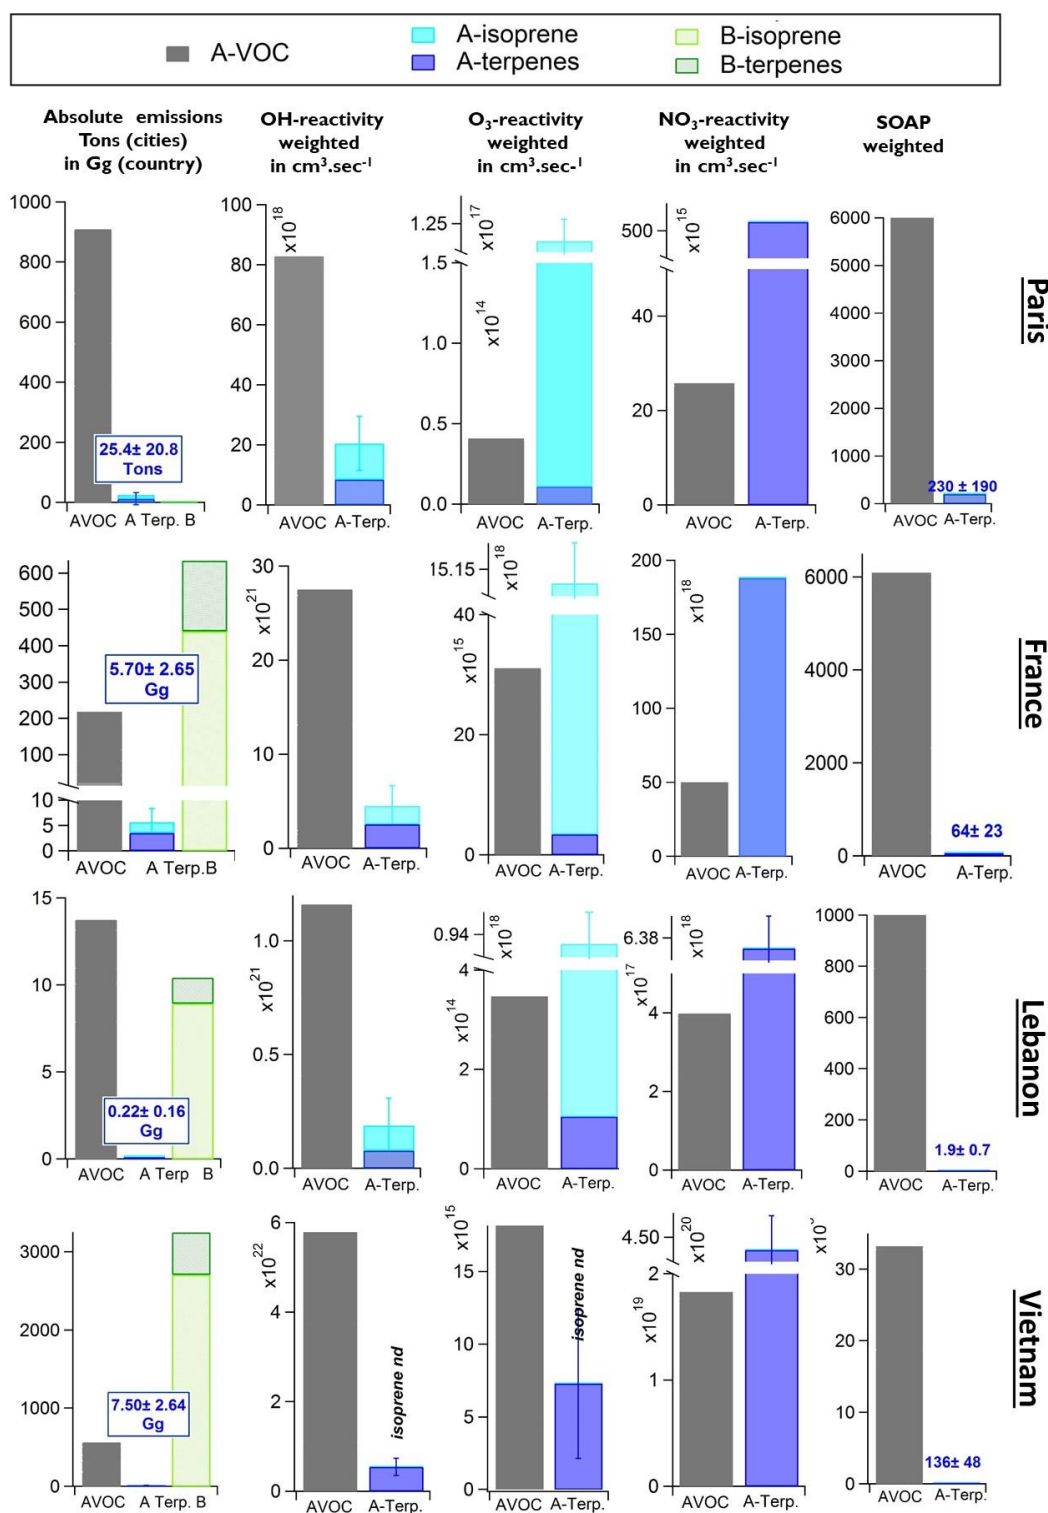 A-VOC
A-isoprene
A-terpenes
B-isoprene
B-terpenes
Absolute emissions
Tons (cities)
in Gg (country)
OH-reactivity
weighted
in cm³.sec⁻¹
O₃-reactivity
weighted
in cm³.sec-¹
NO₃-reactivity
weighted
in cm³.sec⁻¹
SOAP
weighted
1000
800
600
400
200
0
25.4± 20.8
Tons
AVOC
A Terp. B
100
80
60
40
20
0
x10¹⁸
AVOC
A-Terp.
1.25
x10¹⁷
1.5
1.0
0.5
0.0
x10¹⁴
AVOC
A-Terp.
500
x10¹⁵
40
20
0
AVOC
A-Terp.
6000
5000
4000
3000
2000
1000
0
230 ± 190
AVOC
A-Terp.
Paris
600
500
400
300
200
100
10
5
0
5.70± 2.65
Gg
AVOC
A Terp.B
30
20
10
0
x10²¹
AVOC
A-Terp.
15.15
x10¹⁸
40
20
0
x10¹⁵
AVOC
A-Terp.
200
150
100
50
0
x10¹⁸
AVOC
A-Terp.
6000
4000
2000
0
64± 23
AVOC
A-Terp.
France
15
10
5
0
0.22± 0.16
Gg
AVOC
A Terp B
1.0
0.5
0.0
x10²¹
AVOC
A-Terp.
0.94
x10¹⁸
4
2
0
x10¹⁴
AVOC
A-Terp.
6.38
x10¹⁸
4
2
0
x10¹⁷
AVOC
A-Terp.
1000
800
600
400
200
0
1.9± 0.7
AVOC
A-Terp.
Lebanon
3000
2000
1000
0
7.50± 2.64
Gg
AVOC
A Terp. B
6
4
2
0
x10²²
isoprene nd
AVOC
A-Terp.
15
10
5
0
x10¹⁵
isoprene nd
AVOC
A-Terp.
4.50
x10²⁰
2
1
0
x10¹⁹
AVOC
A-Terp.
30
20
10
0
136± 48
AVOC
A-Terp.
Vietnam